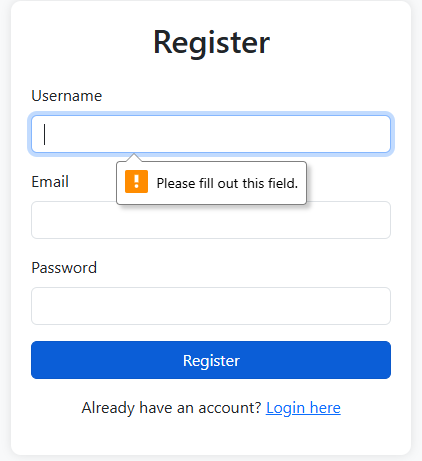 Register
Username
Please fill out this field.
Email
Password
Register
Already have an account? Login here